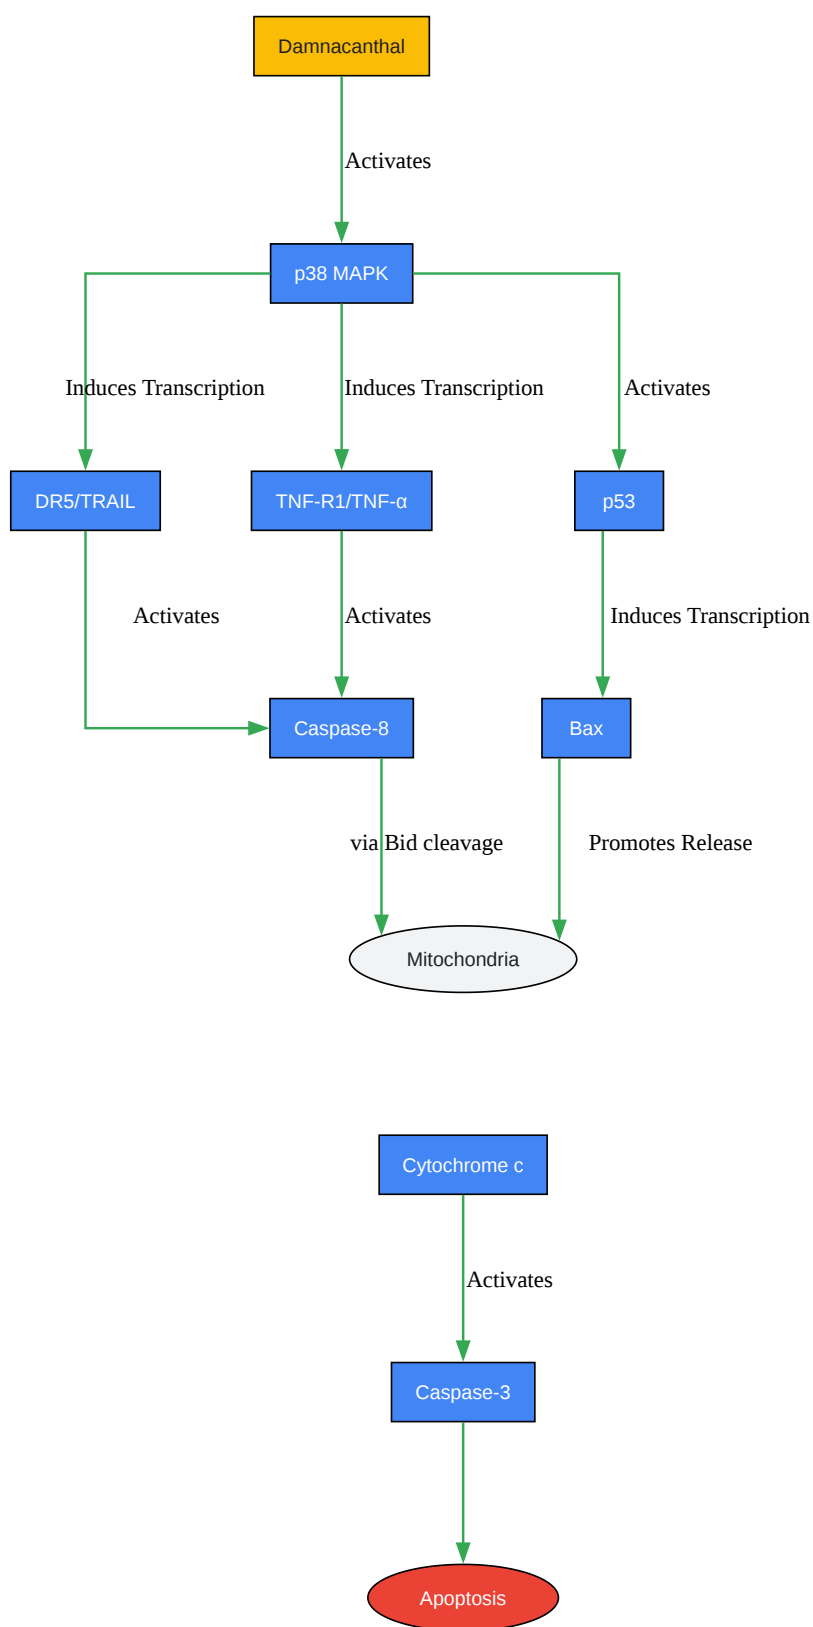 Damnacanthal
Activates
p38 MAPK
Induces Transcription
Induces Transcription
Activates
DR5/TRAIL
TNF-R1/TNF-α
p53
Activates
Activates
Induces Transcription
Caspase-8
Bax
via Bid cleavage
Promotes Release
Mitochondria
Cytochrome c
Activates
Caspase-3
Apoptosis